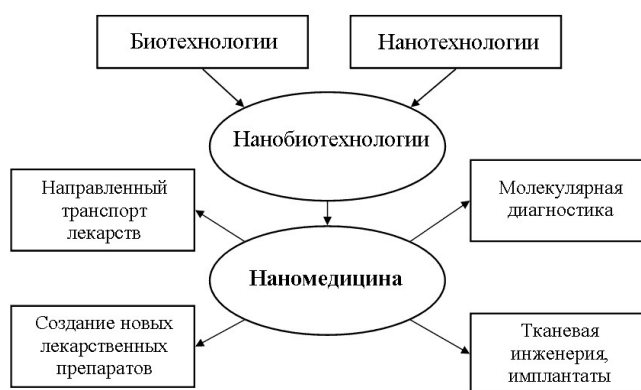 Биотехнологии
Нанотехнологии
Нанобиотехнологии
Направленный
транспорт
лекарств
Молекулярная
диагностика
Наномедицина
Создание новых
лекарственных
препаратов
Тканевая
инженерия,
имплантаты